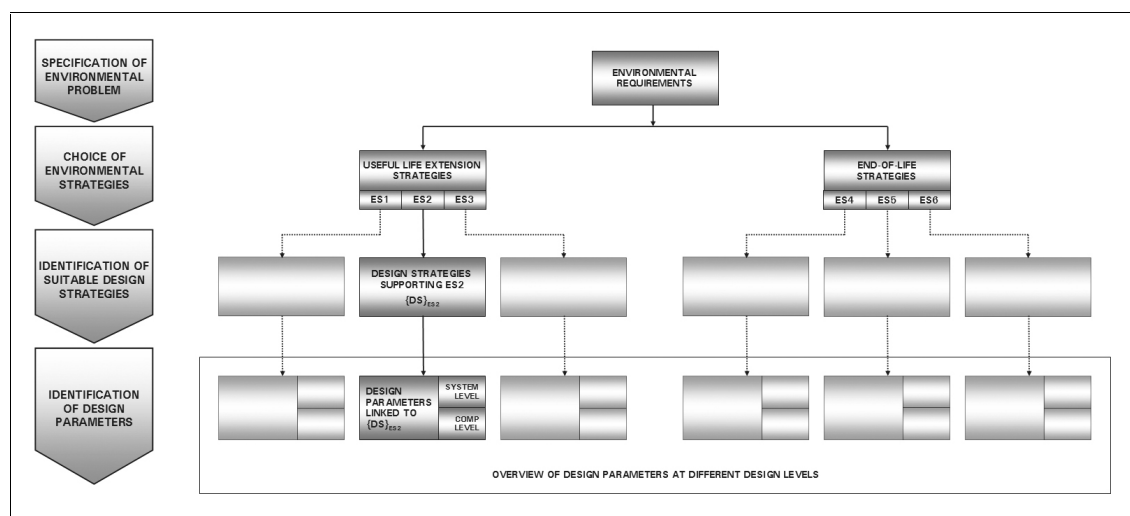 SPECIFICATION OF
ENVIRONMENTAL
PROBLEM
ENVIRONMENTAL
REQUIREMENTS
CHOICE OF
ENVIRONMENTAL
STRATEGIES
USEFUL LIFE EXTENSION
STRATEGIES
ES1 ES2 ES3
END-OF-LIFE
STRATEGIES
ES4 ES5 ES6
IDENTIFICATION OF
SUITABLE DESIGN
STRATEGIES
DESIGN STRATEGIES
SUPPORTING ES2
{DS}ES2
IDENTIFICATION
OF DESIGN
PARAMETERS
DESIGN
PARAMETERS
LINKED TO
{DS}ES2
SYSTEM
LEVEL
COMP
LEVEL
OVERVIEW OF DESIGN PARAMETERS AT DIFFERENT DESIGN LEVELS